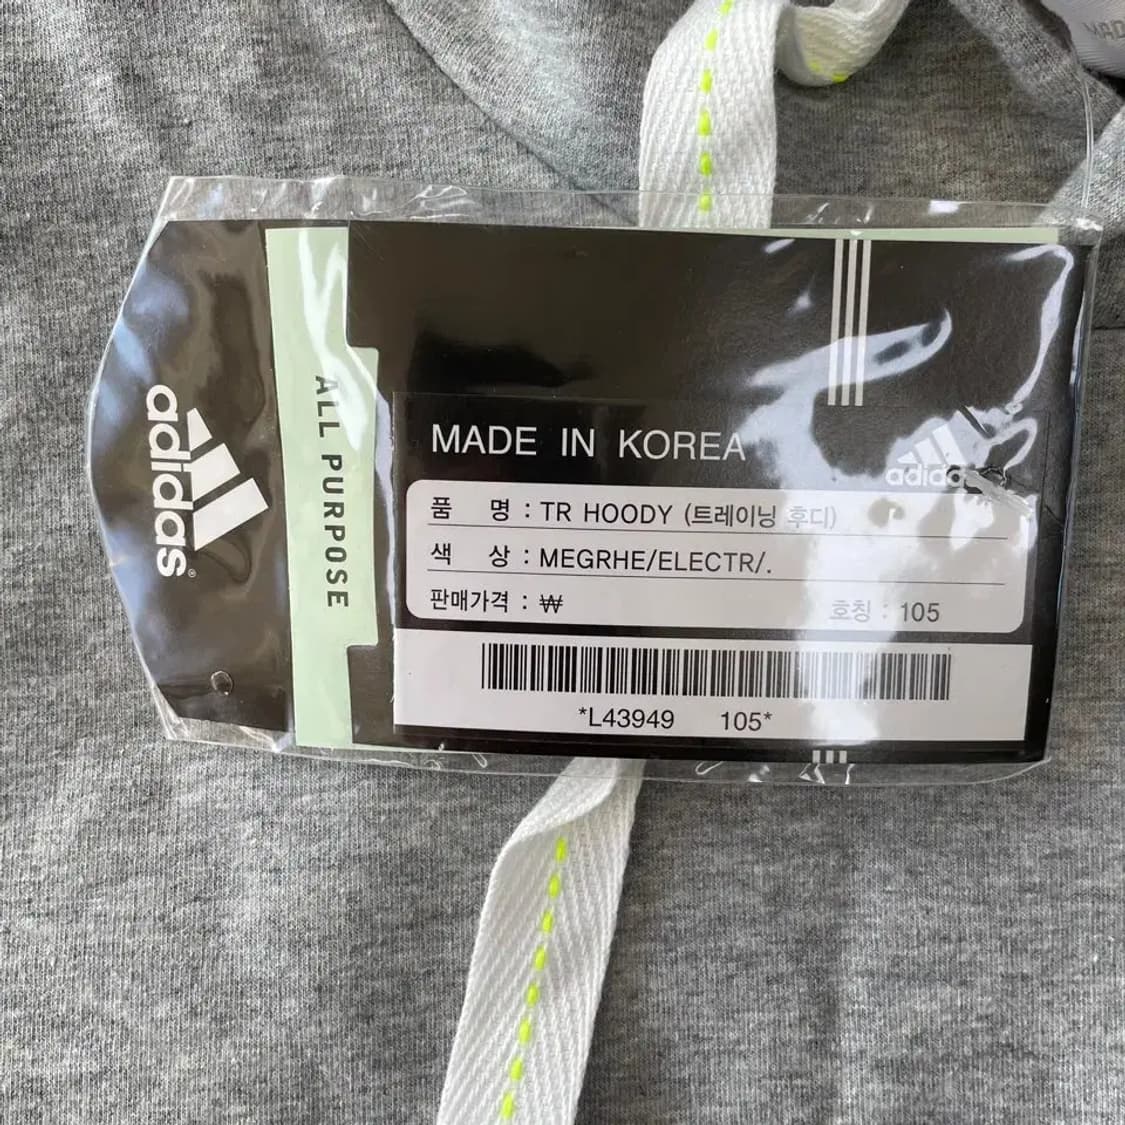 adidas
ALL PURPOSE
MADE IN KOREA
adidas
품 명 : TR HOODY (트레이닝 후디)
색 상 : MEGRHE/ELECTR/.
판매가격 : ₩ 호칭 : 105
*L43949 105*